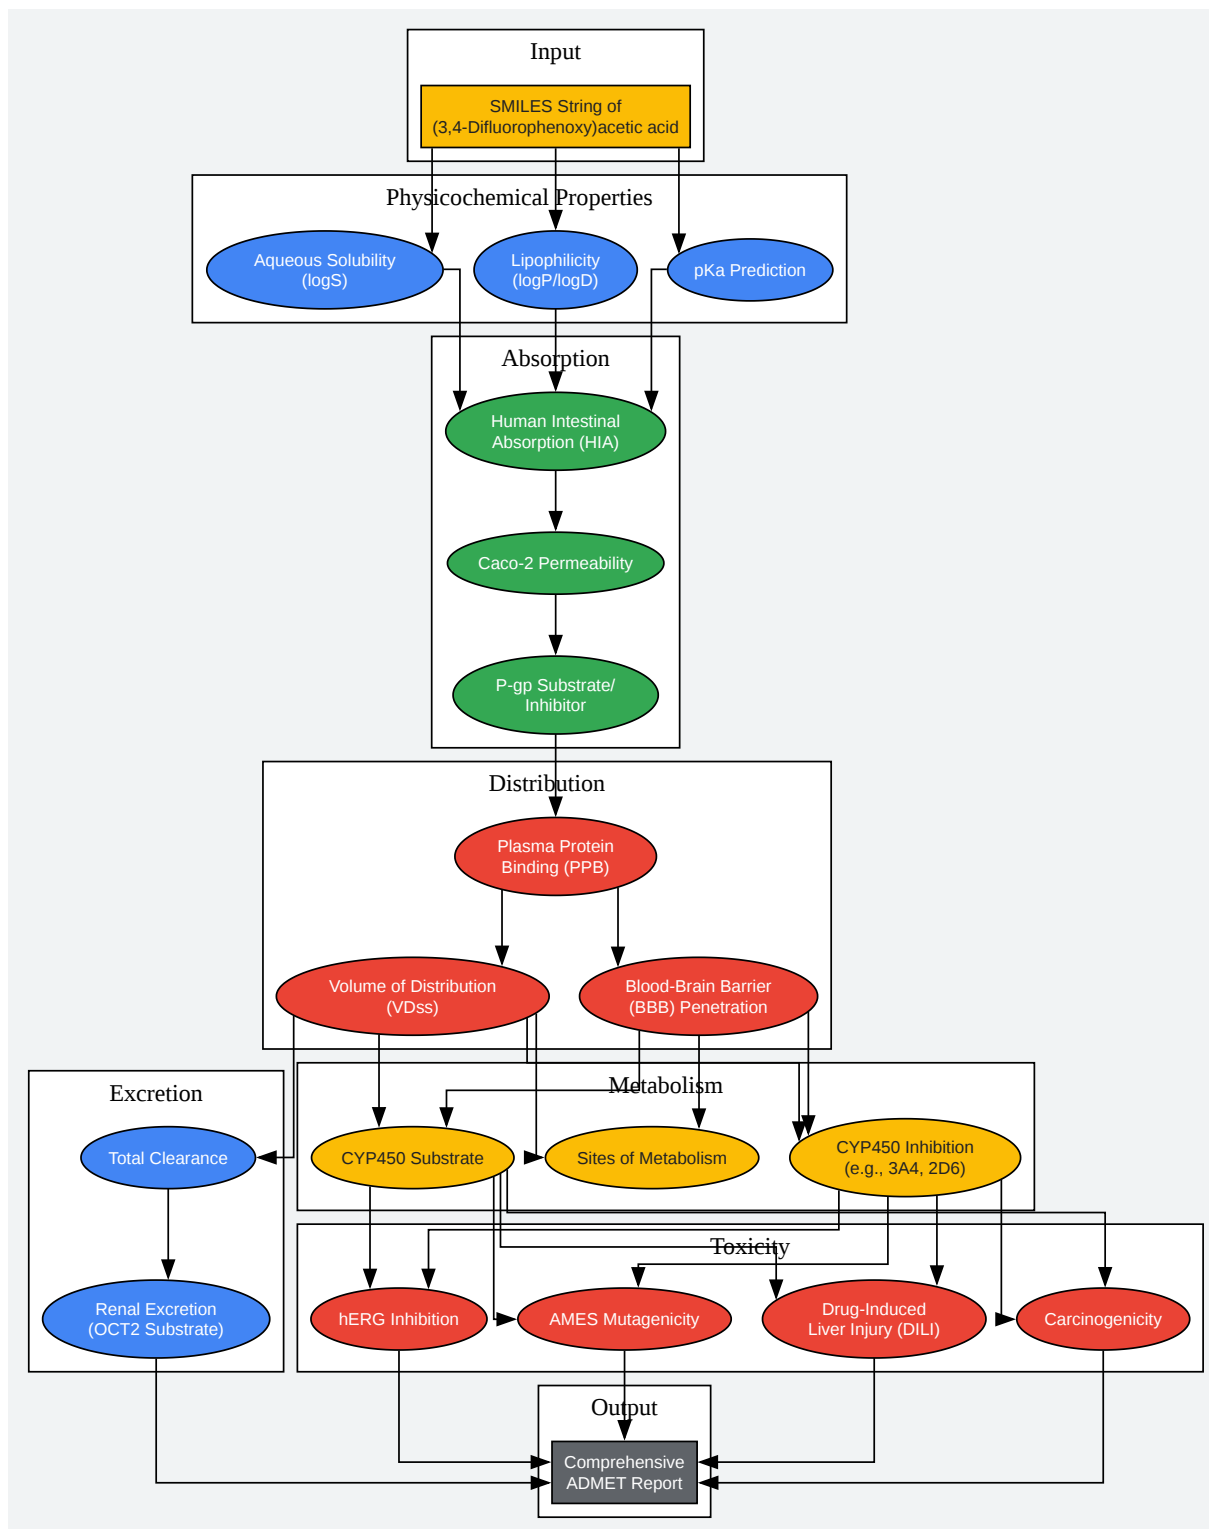 Input
SMILES String of
(3,4-Difluorophenoxy)acetic acid
Physicochemical Properties
Aqueous Solubility
(logS)
Lipophilicity
(logP/logD)
pKa Prediction
Absorption
Human Intestinal
Absorption (HIA)
Caco-2 Permeability
P-gp Substrate/
Inhibitor
Distribution
Plasma Protein
Binding (PPB)
Volume of Distribution
(VDss)
Blood-Brain Barrier
(BBB) Penetration
Excretion
Total Clearance
Renal Excretion
(OCT2 Substrate)
Metabolism
CYP450 Substrate
Sites of Metabolism
CYP450 Inhibition
(e.g., 3A4, 2D6)
Toxicity
hERG Inhibition
AMES Mutagenicity
Drug-Induced
Liver Injury (DILI)
Carcinogenicity
Output
Comprehensive
ADMET Report